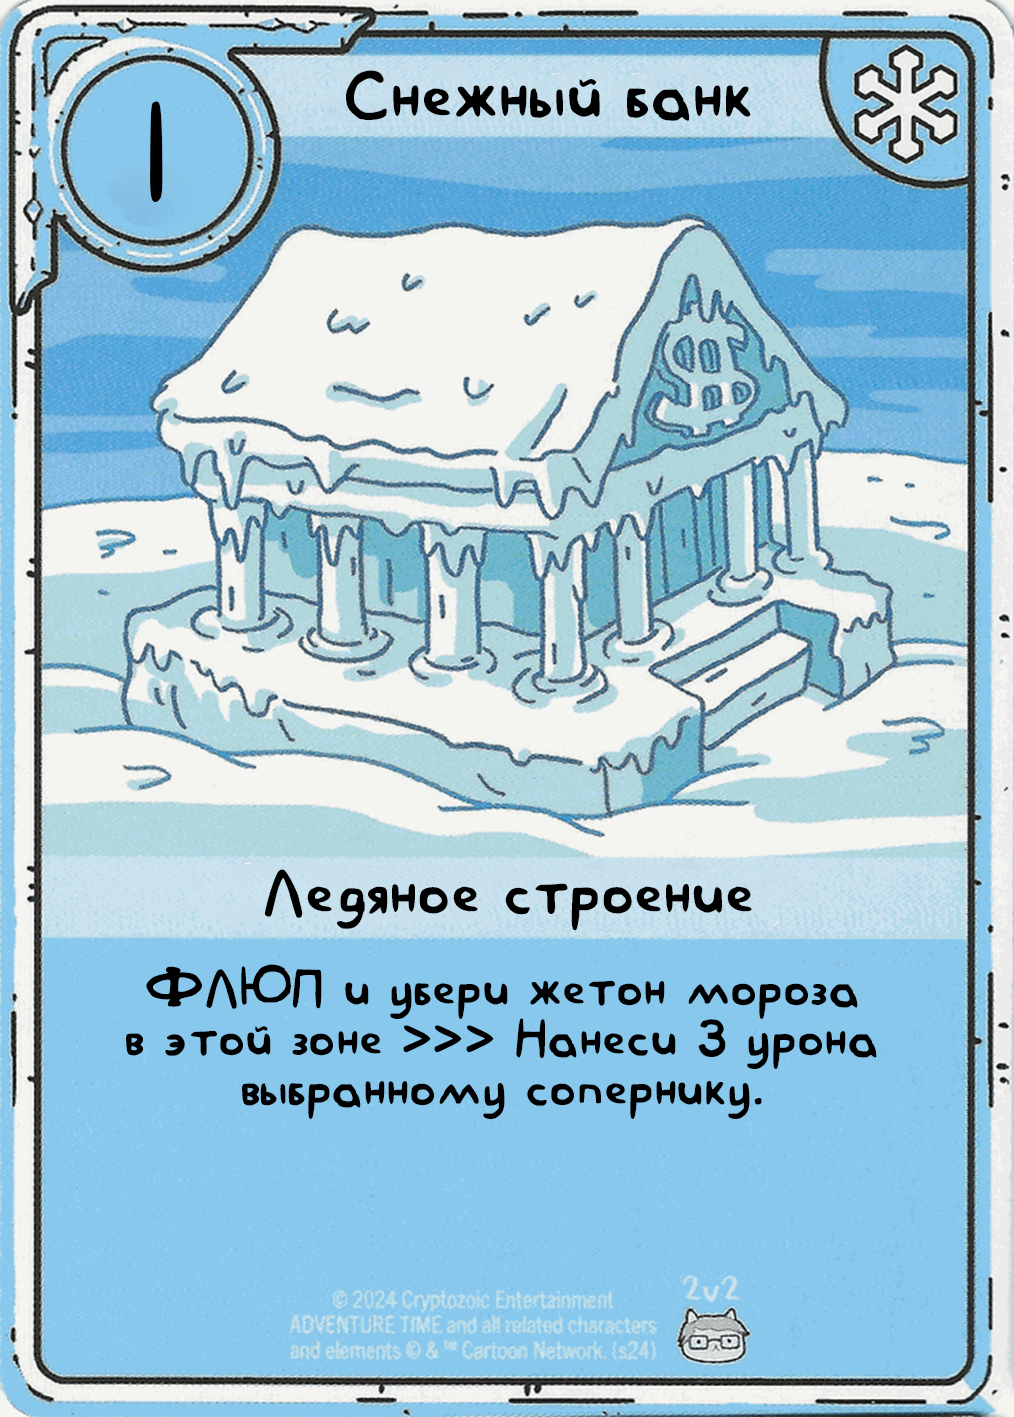 1
Снежный банк
$
Ледяное строение
ФЛЮП и убери жетон мороза
в этой зоне >>> Нанеси 3 урона
выбранному сопернику.
© 2024 Cryptozoic Entertainment
ADVENTURE TIME and all related characters
and elements © & ™ Cartoon Network. (s24)
2v2